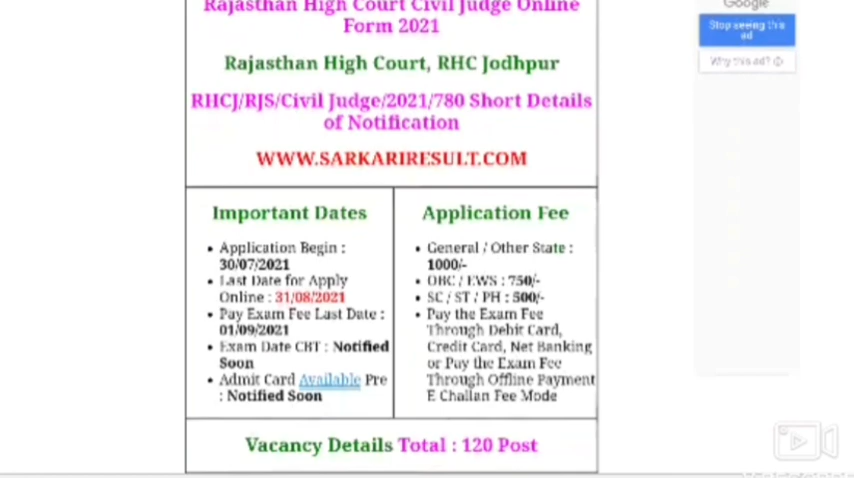 Rajasthan High Court Civil Judge Online
Form 2021
Rajasthan High Court, RHC Jodhpur
RHCJ/RJS/Civil Judge/2021/780 Short Details
of Notification
WWW.SARKARIRESULT.COM
Important Dates
• Application Begin :
30/07/2021
• Last Date for Apply
Online : 31/08/2021
• Pay Exam Fee Last Date :
01/09/2021
• Exam Date CBT : Notified
Soon
• Admit Card Available Pre
: Notified Soon
Application Fee
• General / Other State :
1000/-
• OBC / EWS : 750/-
• SC / ST / PH : 500/-
• Pay the Exam Fee
Through Debit Card,
Credit Card, Net Banking
or Pay the Exam Fee
Through Offline Payment
E Challan Fee Mode
Vacancy Details Total : 120 Post
Google
Stop seeing this
ad
Why this ad?